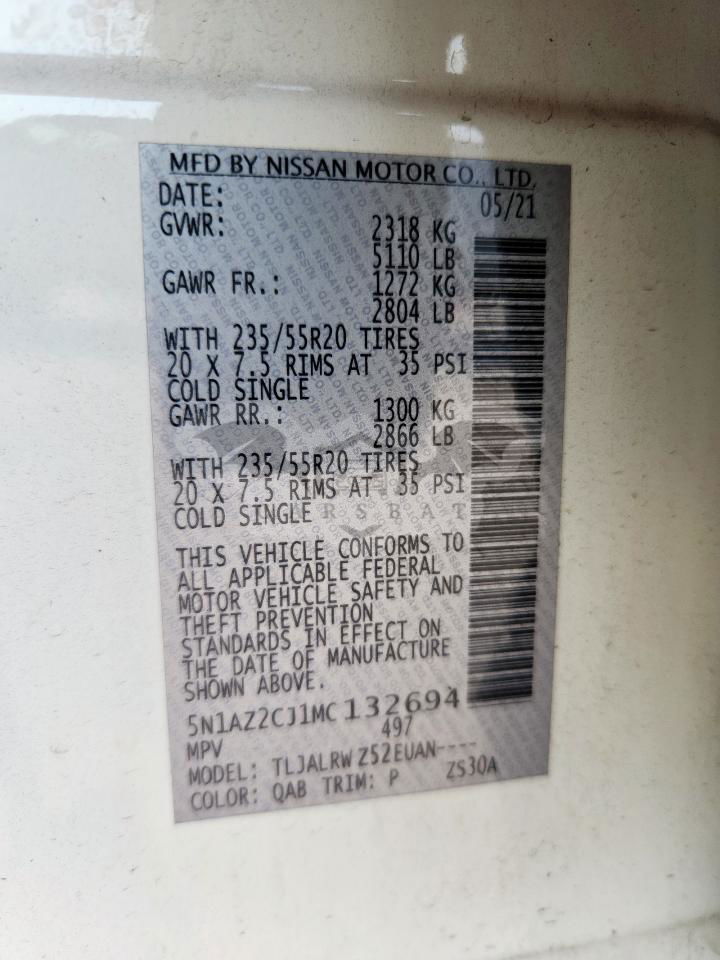 MFD BY NISSAN MOTOR CO., LTD.
DATE: 05/21
GVWR: 2318 KG
5110 LB
GAWR FR.: 1272 KG
2804 LB
WITH 235/55R20 TIRES
20 X 7.5 RIMS AT 35 PSI
COLD SINGLE
GAWR RR.: 1300 KG
2866 LB
WITH 235/55R20 TIRES
20 X 7.5 RIMS AT 35 PSI
COLD SINGLE
THIS VEHICLE CONFORMS TO
ALL APPLICABLE FEDERAL
MOTOR VEHICLE SAFETY AND
THEFT PREVENTION
STANDARDS IN EFFECT ON
THE DATE OF MANUFACTURE
SHOWN ABOVE.
5N1AZ2CJ1MC132694
MPV 497
MODEL: TLJALRW Z52EUAN----
COLOR: QAB TRIM: P ZS30A